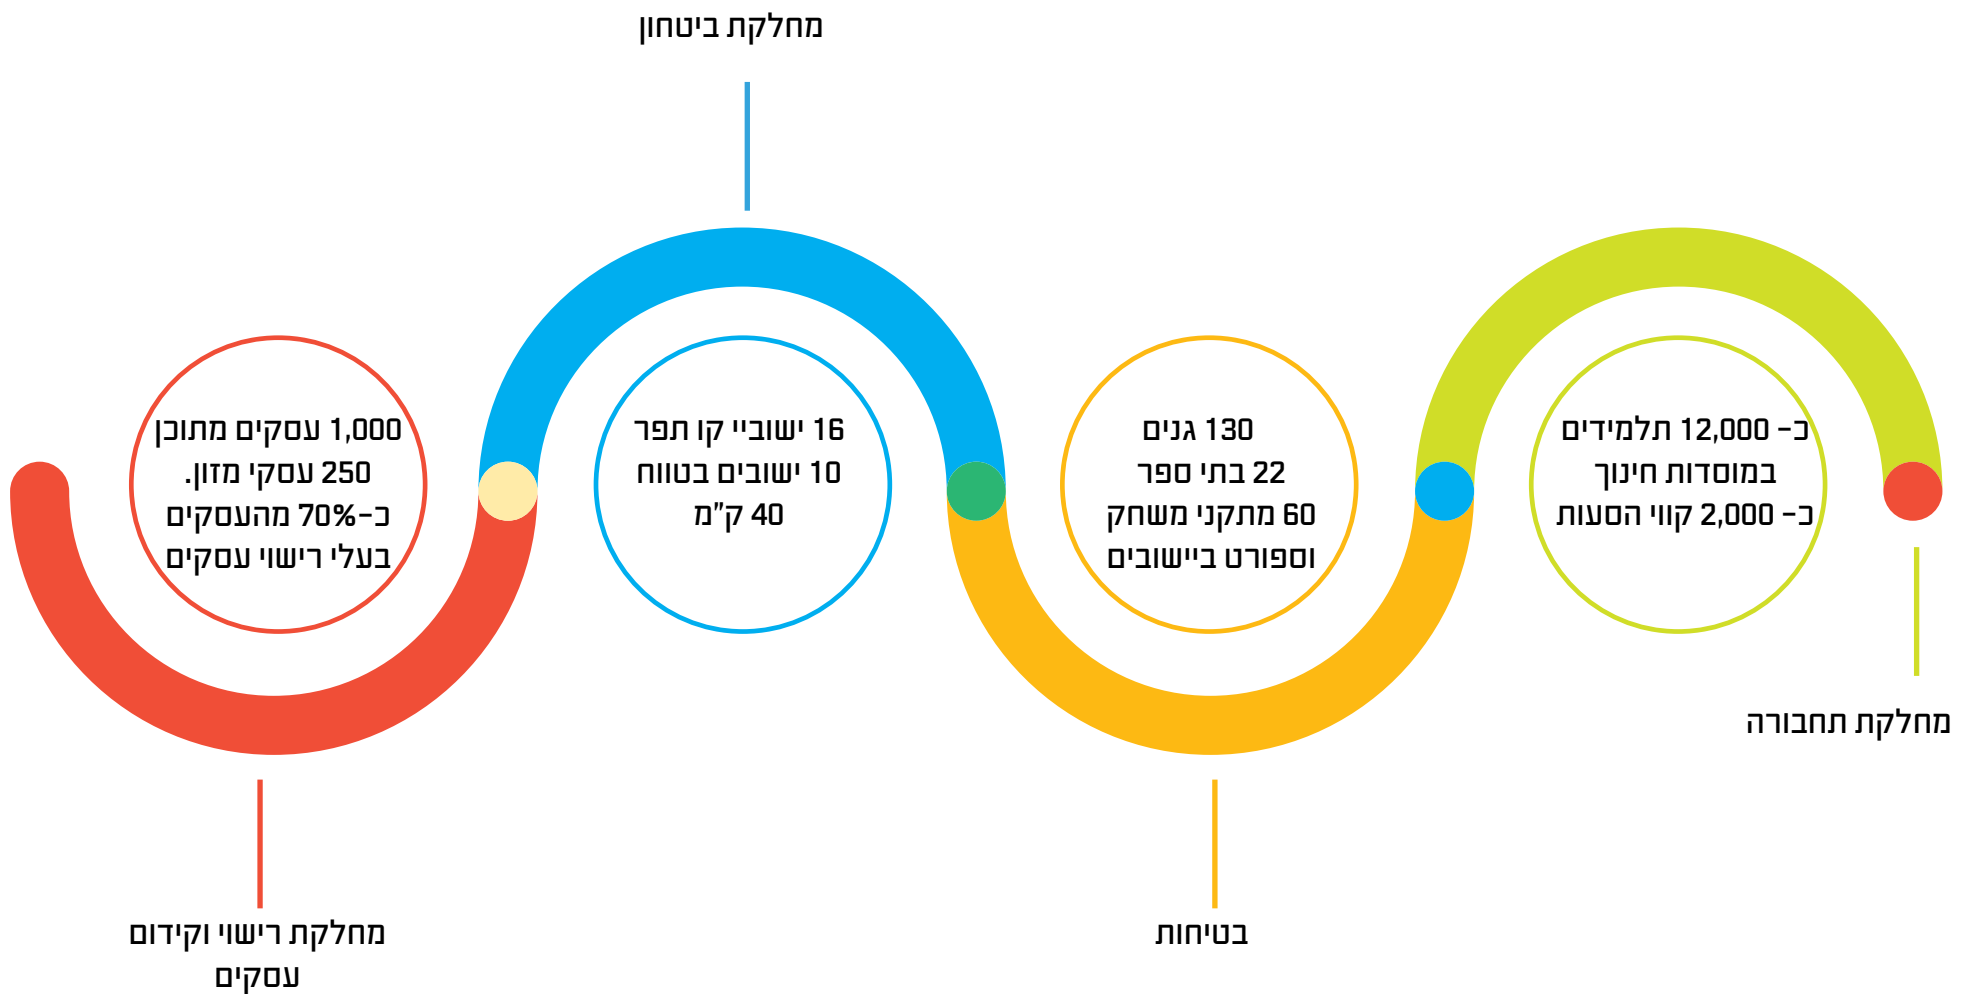 מחלקת ביטחון
כ- 12,000 תלמידים
במוסדות חינוך
כ- 2,000 קווי הסעות
מחלקת תחבורה
130 גנים
22 בתי ספר
60 מתקני משחק
וספורט ביישובים
בטיחות
16 ישוביי קו תפר
10 ישובים בטווח
40 ק"מ
1,000 עסקים מתוכן
250 עסקי מזון.
כ-70% מהעסקים
בעלי רישוי עסקים
מחלקת רישוי וקידום
עסקים